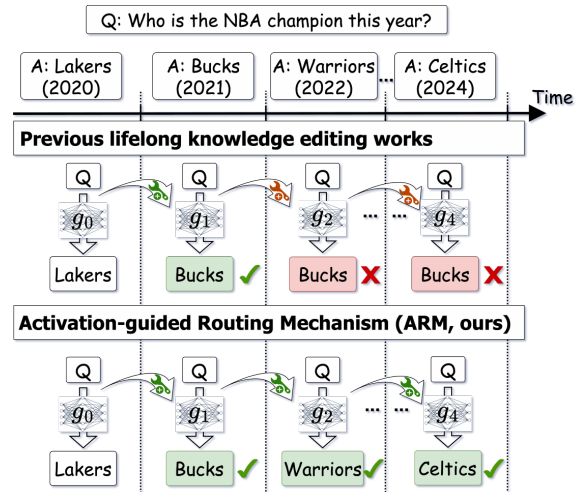 Q: Who is the NBA champion this year?
A: Lakers
(2020)
A: Bucks
(2021)
A: Warriors
(2022)
...
A: Celtics
(2024)
Time
Previous lifelong knowledge editing works
Q Q Q Q
g0 g1 g2 ... ... g4
Lakers Bucks Bucks Bucks
Activation-guided Routing Mechanism (ARM, ours)
Q Q Q Q
g0 g1 g2 ... ... g4
Lakers Bucks Warriors Celtics